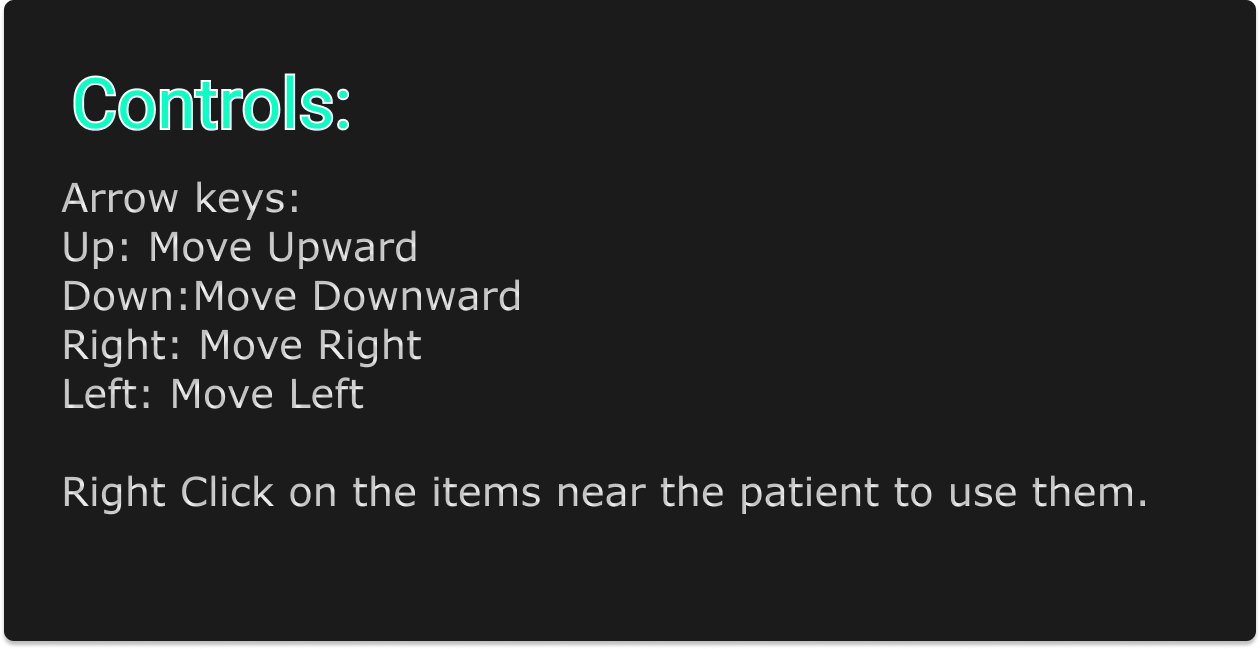 Controls:
Arrow keys:
Up: Move Upward
Down:Move Downward
Right: Move Right
Left: Move Left
Right Click on the items near the patient to use them.